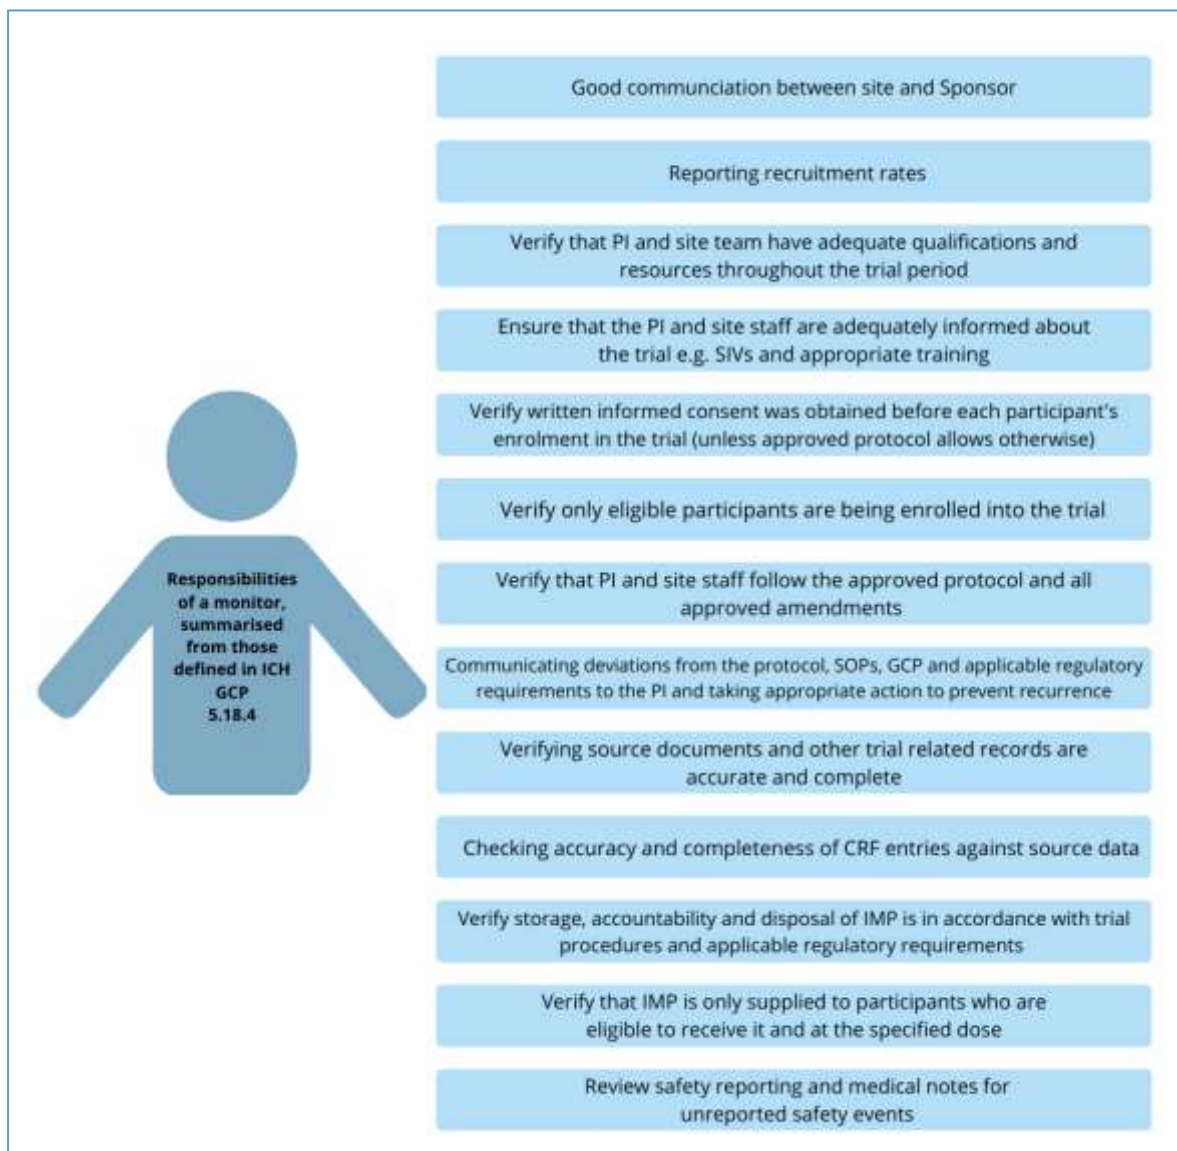 Good communciation between site and Sponsor
Reporting recruitment rates
Verify that PI and site team have adequate qualifications and
resources throughout the trial period
Ensure that the PI and site staff are adequately informed about
the trial e.g. SIVs and appropriate training
Verify written informed consent was obtained before each participant's
enrolment in the trial (unless approved protocol allows otherwise)
Verify only eligible participants are being enrolled into the trial
Verify that PI and site staff follow the approved protocol and all
approved amendments
Communicating deviations from the protocol, SOPs, GCP and applicable regulatory
requirements to the PI and taking appropriate action to prevent recurrence
Verifying source documents and other trial related records are
accurate and complete
Checking accuracy and completeness of CRF entries against source data
Verify storage, accountability and disposal of IMP is in accordance with trial
procedures and applicable regulatory requirements
Verify that IMP is only supplied to participants who are
eligible to receive it and at the specified dose
Review safety reporting and medical notes for
unreported safety events
Responsibilities
of a monitor,
summarised
from those
defined in ICH
GCP
5.18.4